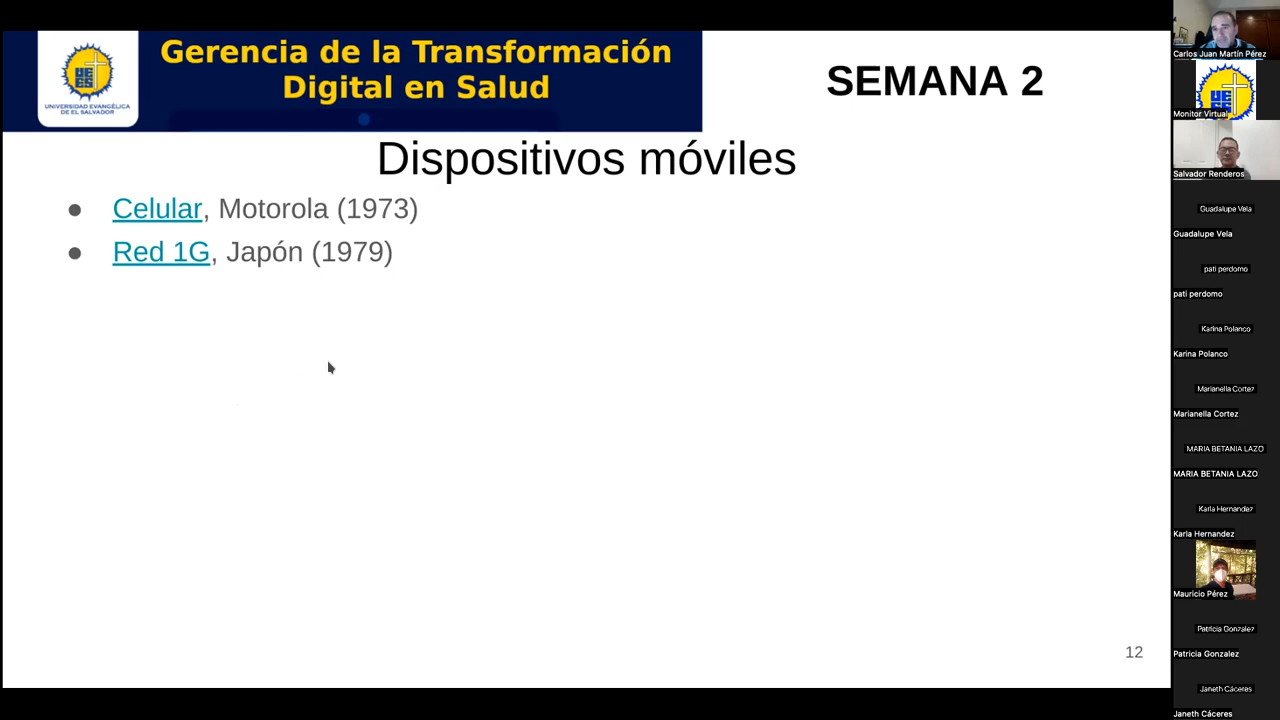 UEES
UNIVERSIDAD EVANGÉLICA
DE EL SALVADOR
Gerencia de la Transformación
Digital en Salud
SEMANA 2
Dispositivos móviles
● Celular, Motorola (1973)
● Red 1G, Japón (1979)
12
Carlos Juan Martín Pérez
UEES
Monitor Virtual
Salvador Renderos
Guadalupe Vela
Guadalupe Vela
pati perdomo
pati perdomo
Karina Polanco
Karina Polanco
Marianella Cortez
Marianella Cortez
MARIA BETANIA LAZO
MARIA BETANIA LAZO
Karla Hernandez
Karla Hernandez
Mauricio Pérez
Patricia Gonzalez
Patricia Gonzalez
Janeth Cáceres
Janeth Cáceres